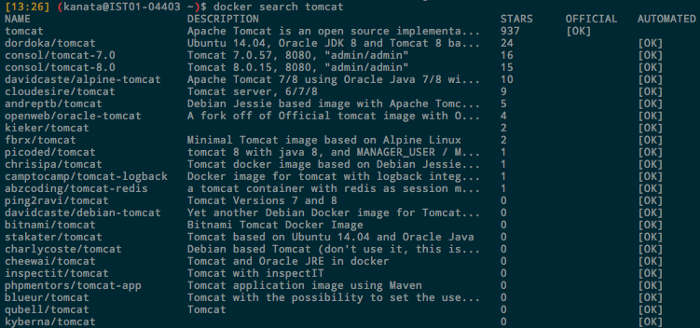 [13:26] (kanata@IST01-04403 ~)$ docker search tomcat
NAME DESCRIPTION STARS OFFICIAL AUTOMATED
tomcat Apache Tomcat is an open source implementa... 937 [OK]
dordoka/tomcat Ubuntu 14.04, Oracle JDK 8 and Tomcat 8 ba... 24 [OK]
consol/tomcat-7.0 Tomcat 7.0.57, 8080, "admin/admin" 16 [OK]
consol/tomcat-8.0 Tomcat 8.0.15, 8080, "admin/admin" 15 [OK]
davidcaste/alpine-tomcat Apache Tomcat 7/8 using Oracle Java 7/8 wi... 10 [OK]
cloudesire/tomcat Tomcat server, 6/7/8 9 [OK]
andreptb/tomcat Debian Jessie based image with Apache Tomc... 5 [OK]
openweb/oracle-tomcat A fork off of Official tomcat image with O... 4 [OK]
kieker/tomcat 2 [OK]
fbrx/tomcat Minimal Tomcat image based on Alpine Linux 2 [OK]
picoded/tomcat tomcat 8 with java 8, and MANAGER_USER / M... 1 [OK]
chrisipa/tomcat Tomcat docker image based on Debian Jessie... 1 [OK]
camptocamp/tomcat-logback Docker image for tomcat with logback integ... 1 [OK]
abzcoding/tomcat-redis a tomcat container with redis as session m... 1 [OK]
ping2ravi/tomcat Tomcat Versions 7 and 8 0 [OK]
davidcaste/debian-tomcat Yet another Debian Docker image for Tomcat... 0 [OK]
bitnami/tomcat Bitnami Tomcat Docker Image 0 [OK]
stakater/tomcat Tomcat based on Ubuntu 14.04 and Oracle Java 0 [OK]
charlycoste/tomcat Debian based Tomcat (don't use it, this is... 0 [OK]
cheewai/tomcat Tomcat and Oracle JRE in docker 0 [OK]
inspectit/tomcat Tomcat with inspectIT 0 [OK]
phpmentors/tomcat-app Tomcat application image using Maven 0 [OK]
blueur/tomcat Tomcat with the possibility to set the use... 0 [OK]
qubell/tomcat Tomcat 0 [OK]
kyberna/tomcat 0 [OK]